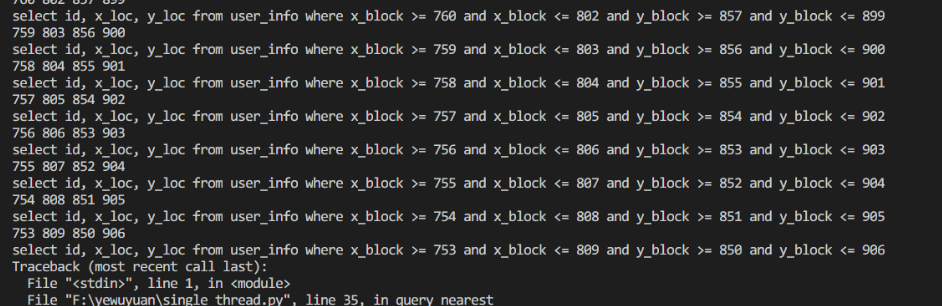 760 802 857 899
select id, x_loc, y_loc from user_info where x_block >= 760 and x_block <= 802 and y_block >= 857 and y_block <= 899
759 803 856 900
select id, x_loc, y_loc from user_info where x_block >= 759 and x_block <= 803 and y_block >= 856 and y_block <= 900
758 804 855 901
select id, x_loc, y_loc from user_info where x_block >= 758 and x_block <= 804 and y_block >= 855 and y_block <= 901
757 805 854 902
select id, x_loc, y_loc from user_info where x_block >= 757 and x_block <= 805 and y_block >= 854 and y_block <= 902
756 806 853 903
select id, x_loc, y_loc from user_info where x_block >= 756 and x_block <= 806 and y_block >= 853 and y_block <= 903
755 807 852 904
select id, x_loc, y_loc from user_info where x_block >= 755 and x_block <= 807 and y_block >= 852 and y_block <= 904
754 808 851 905
select id, x_loc, y_loc from user_info where x_block >= 754 and x_block <= 808 and y_block >= 851 and y_block <= 905
753 809 850 906
select id, x_loc, y_loc from user_info where x_block >= 753 and x_block <= 809 and y_block >= 850 and y_block <= 906
Traceback (most recent call last):
  File "<stdin>", line 1, in <module>
  File "F:\yewuyuan\single_thread.py", line 35, in query_nearest